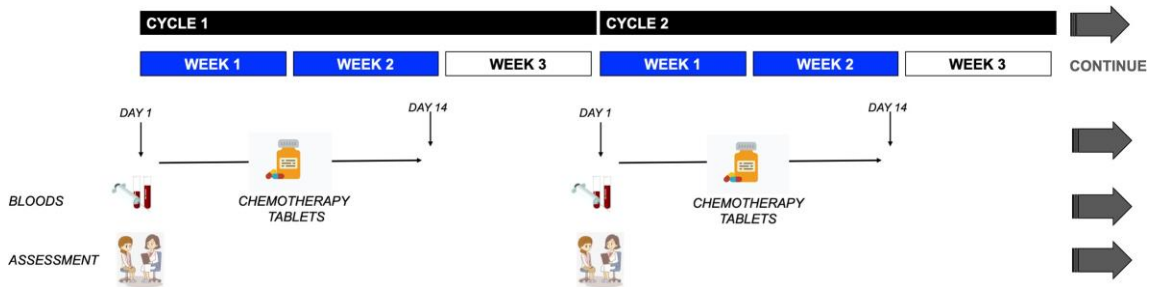 CYCLE 1 CYCLE 2
WEEK 1 WEEK 2 WEEK 3 WEEK 1 WEEK 2 WEEK 3 CONTINUE
DAY 1 DAY 14 DAY 1 DAY 14
BLOODS
CHEMOTHERAPY
TABLETS
CHEMOTHERAPY
TABLETS
ASSESSMENT